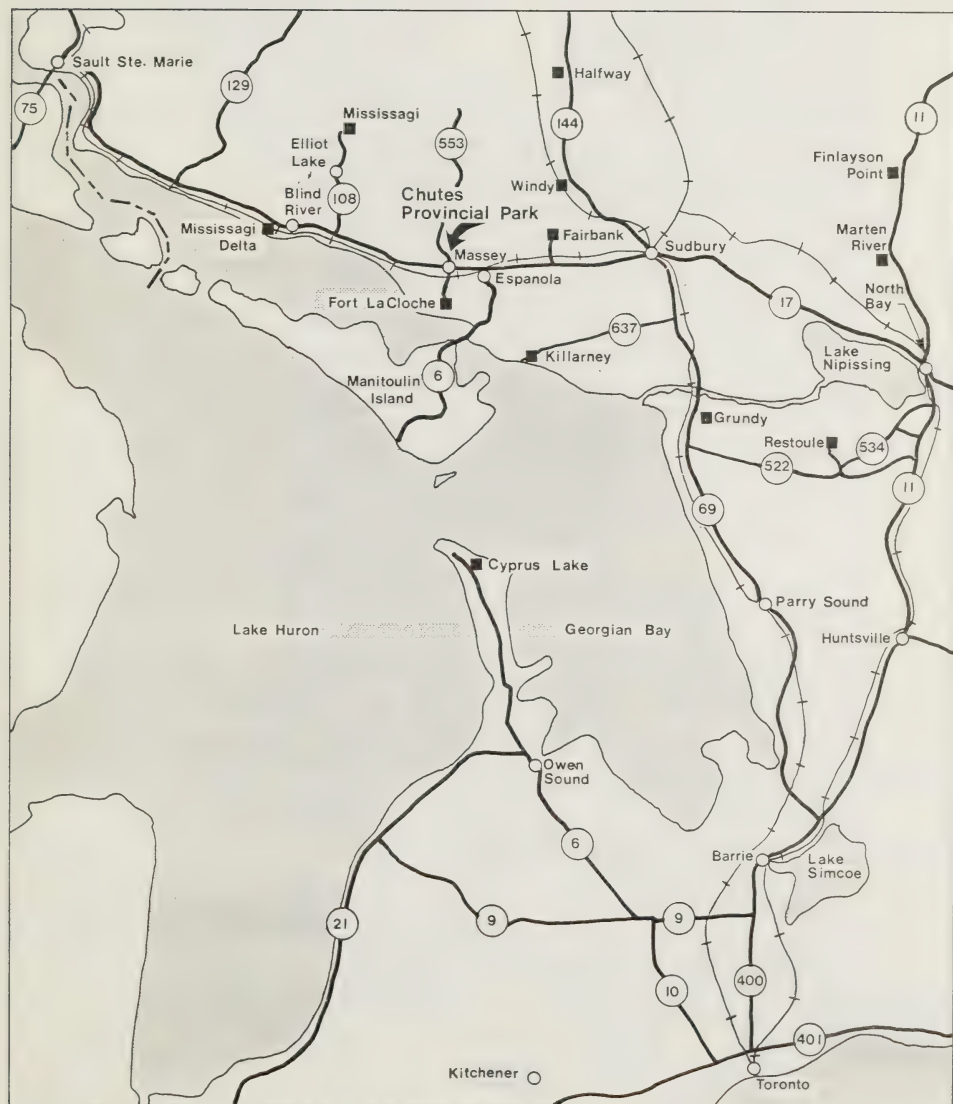 Sault Ste. Marie
75
129
Mississagi
Elliot
Lake
Blind
River
108
Mississagi
Delta
553
Chutes
Provincial Park
Massey
Espanola
Fort LaCloche
Halfway
144
Windy
Fairbank
Sudbury
11
Finlayson
Point
Marten
River
North
Bay
17
Lake
Nipissing
637
Killarney
6
Manitoulin
Island
Grundy
Restoule
534
522
11
69
Cyprus Lake
Parry Sound
Huntsville
Lake Huron
Georgian Bay
Owen
Sound
6
Barrie
Lake
Simcoe
21
9
9
10
400
401
Kitchener
Toronto